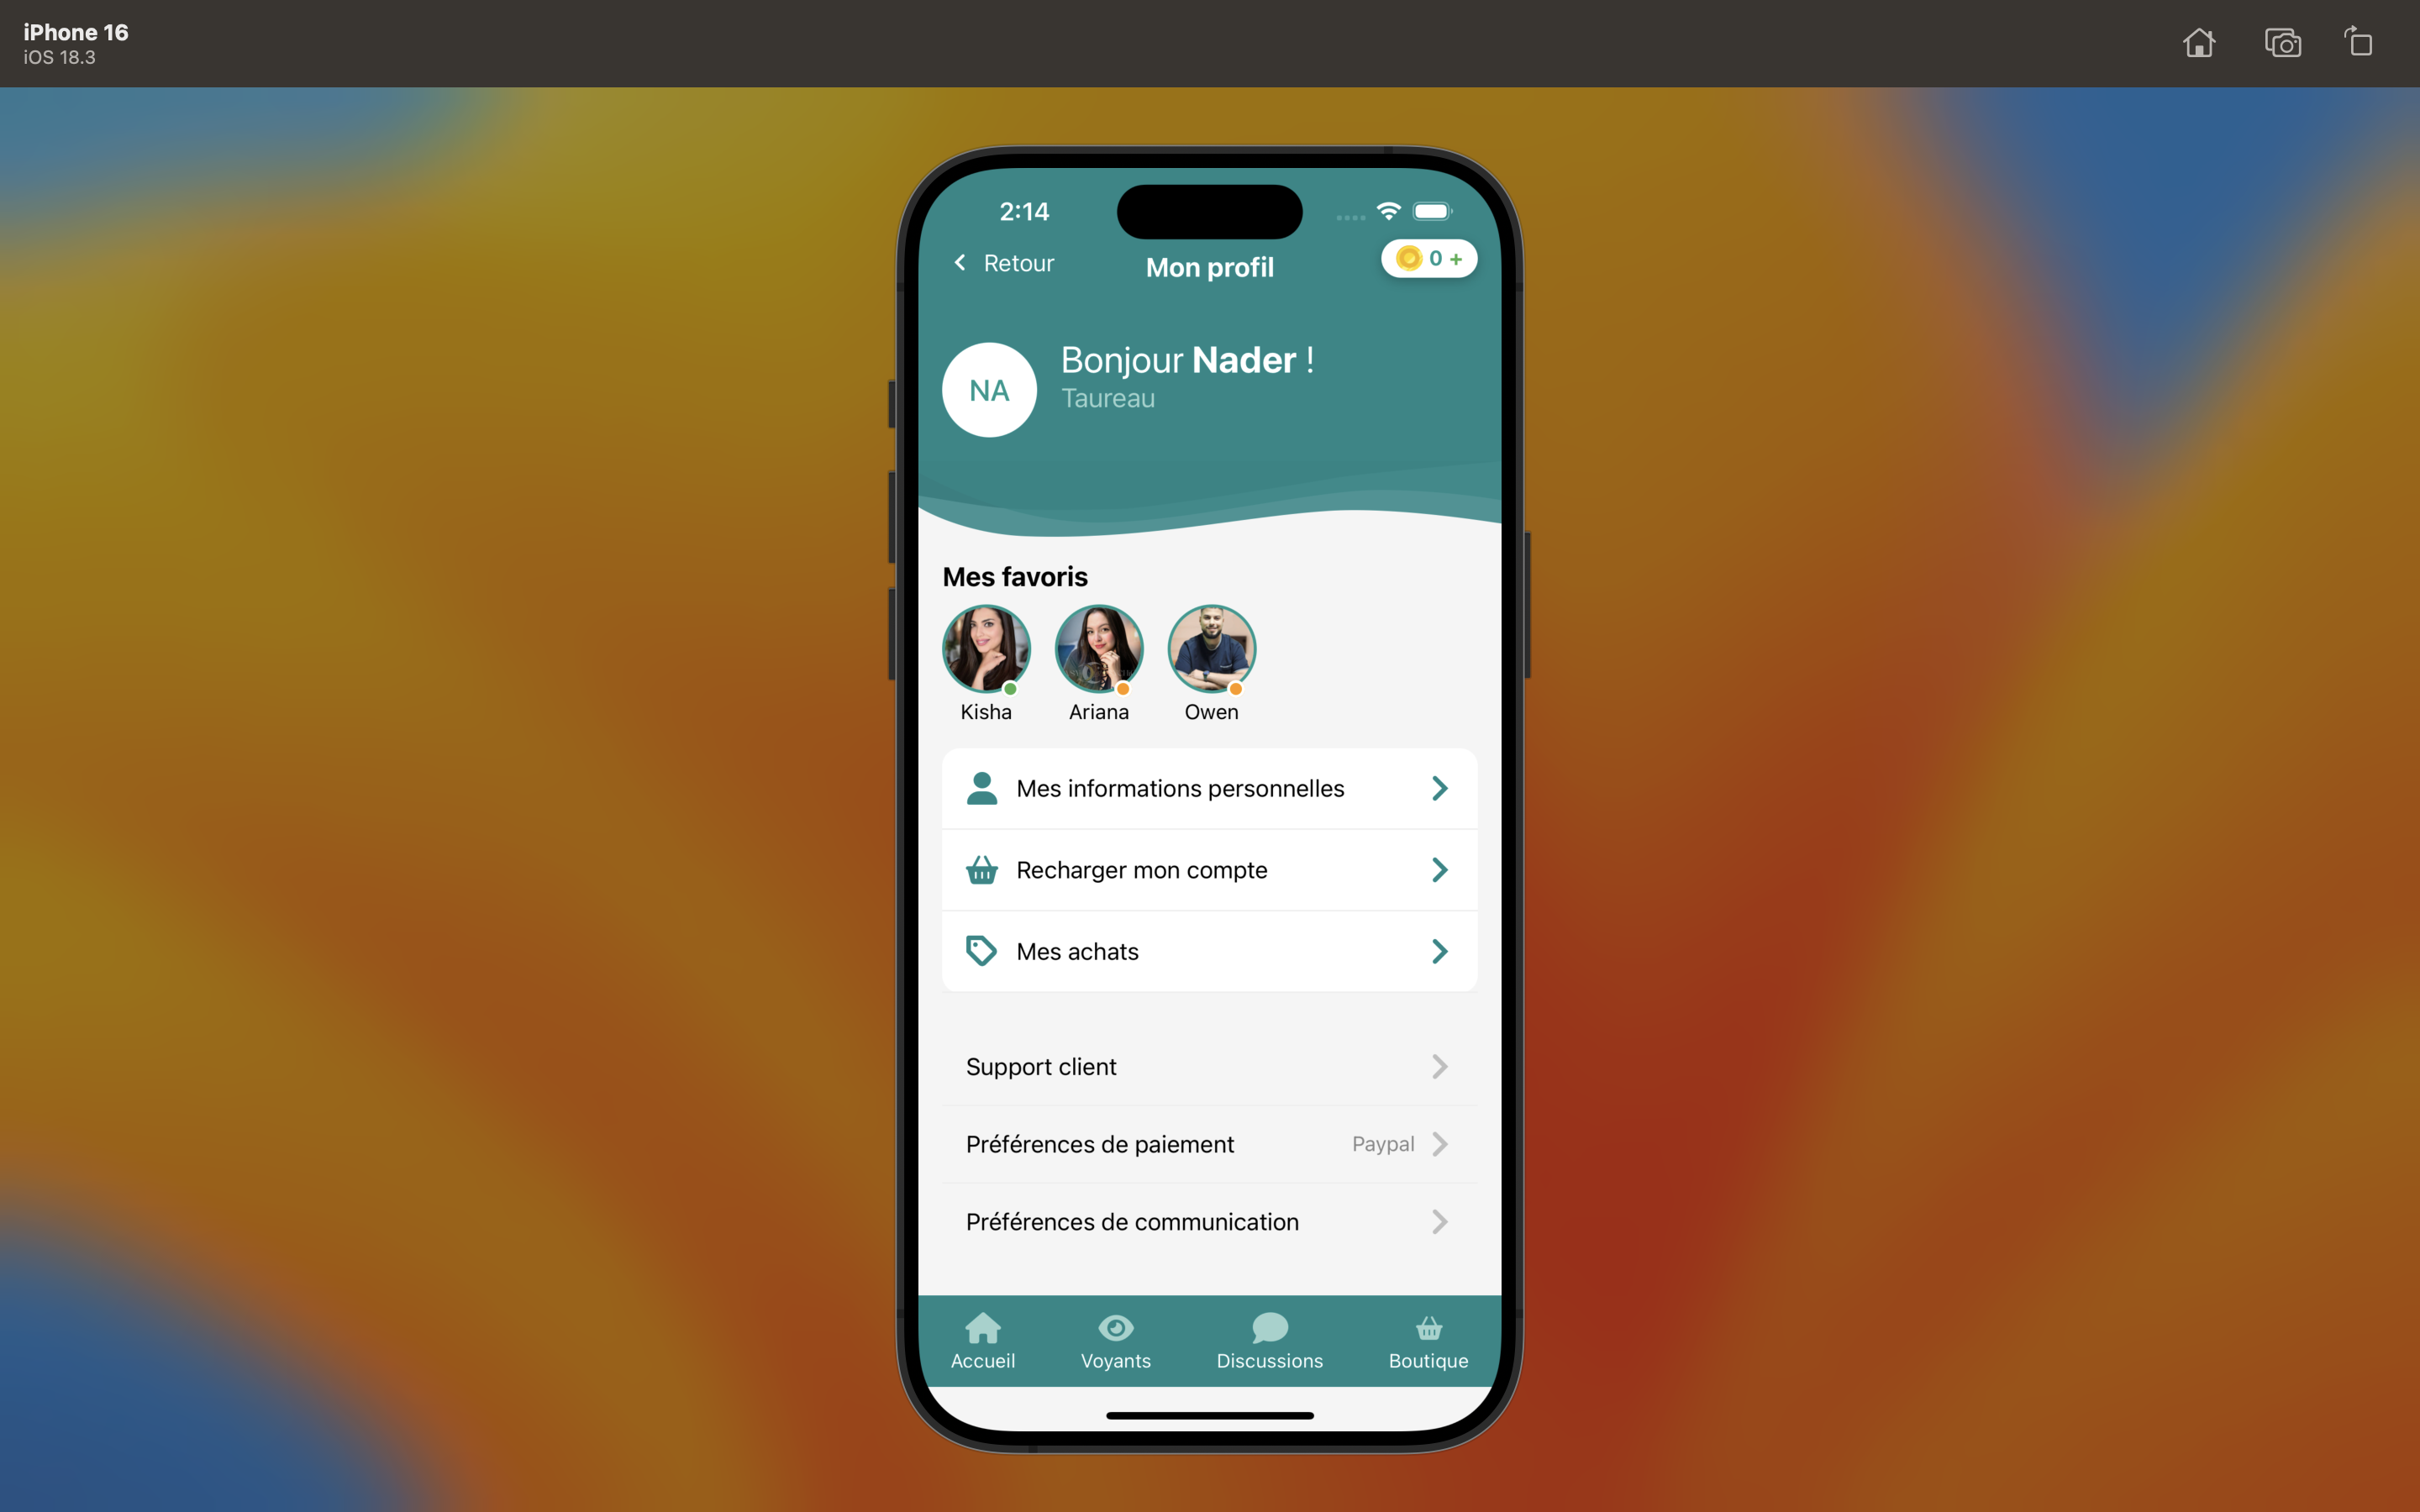 iPhone 16
iOS 18.3
2:14
Retour
Mon profil
0 +
NA
Bonjour Nader !
Taureau
Mes favoris
Kisha
Ariana
Owen
Mes informations personnelles
Recharger mon compte
Mes achats
Support client
Préférences de paiement
Paypal
Préférences de communication
Accueil
Voyants
Discussions
Boutique